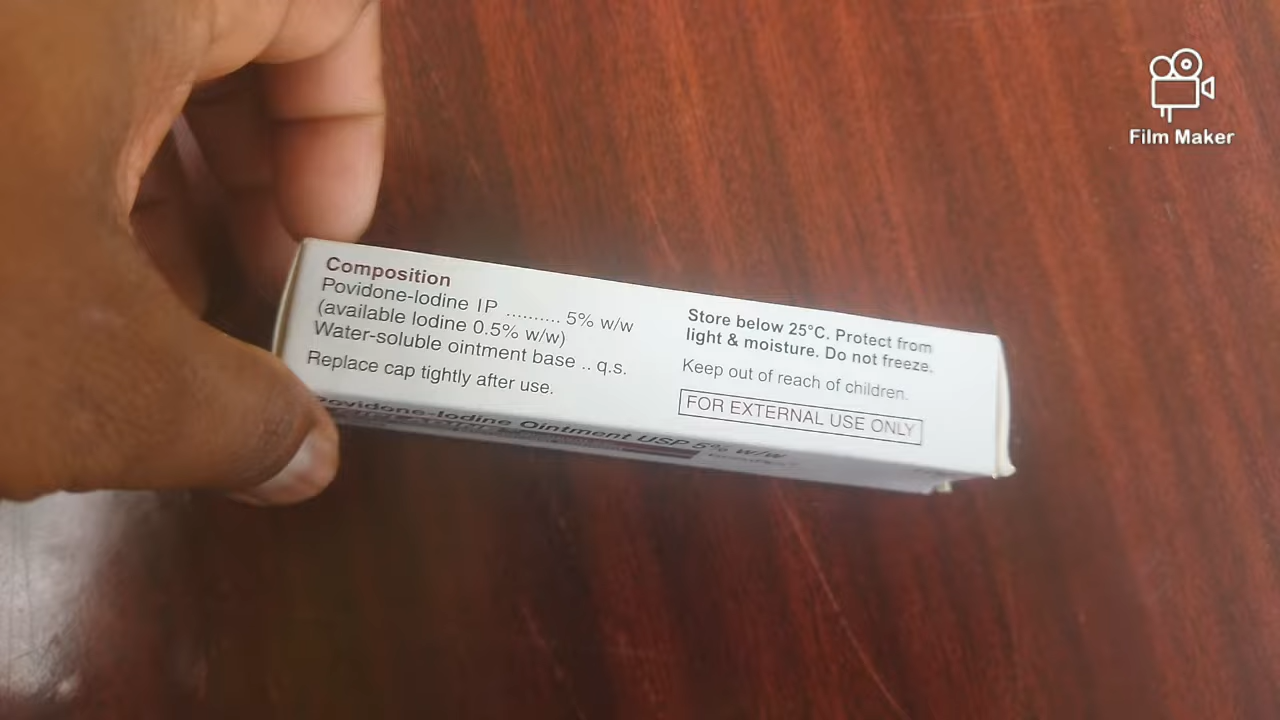 Film Maker
Composition
Povidone-Iodine IP .......... 5% w/w
(available Iodine 0.5% w/w)
Water-soluble ointment base .. q.s.
Replace cap tightly after use.
Store below 25°C. Protect from
light & moisture. Do not freeze.
Keep out of reach of children.
FOR EXTERNAL USE ONLY
Povidone-Iodine Ointment USP 5% w/w